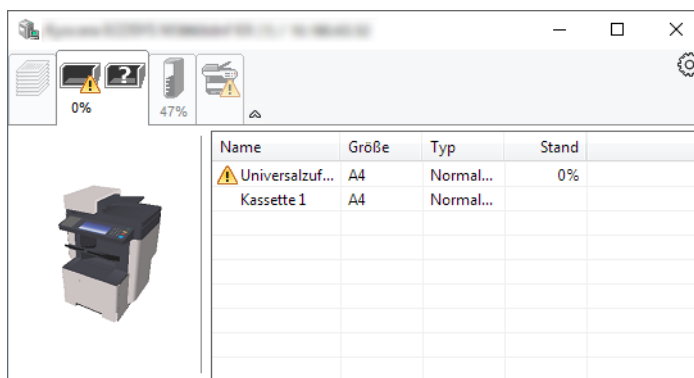 0%
47%
Name Größe Typ Stand
Universalzuf... A4 Normal... 0%
Kassette 1 A4 Normal...